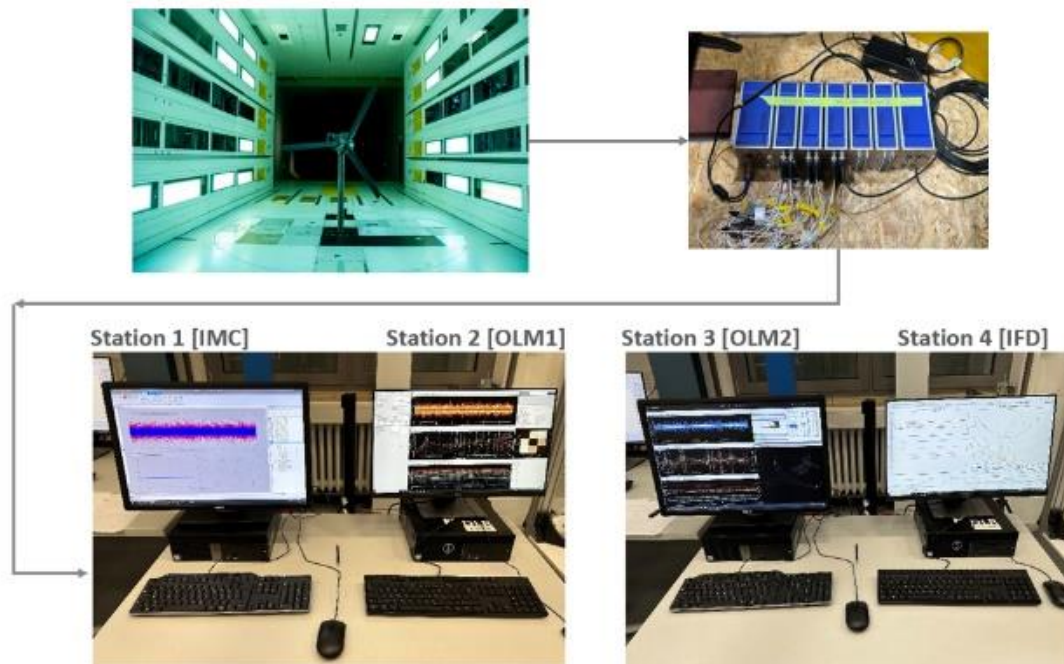 Station 1 [IMC]
Station 2 [OLM1]
Station 3 [OLM2]
Station 4 [IFD]